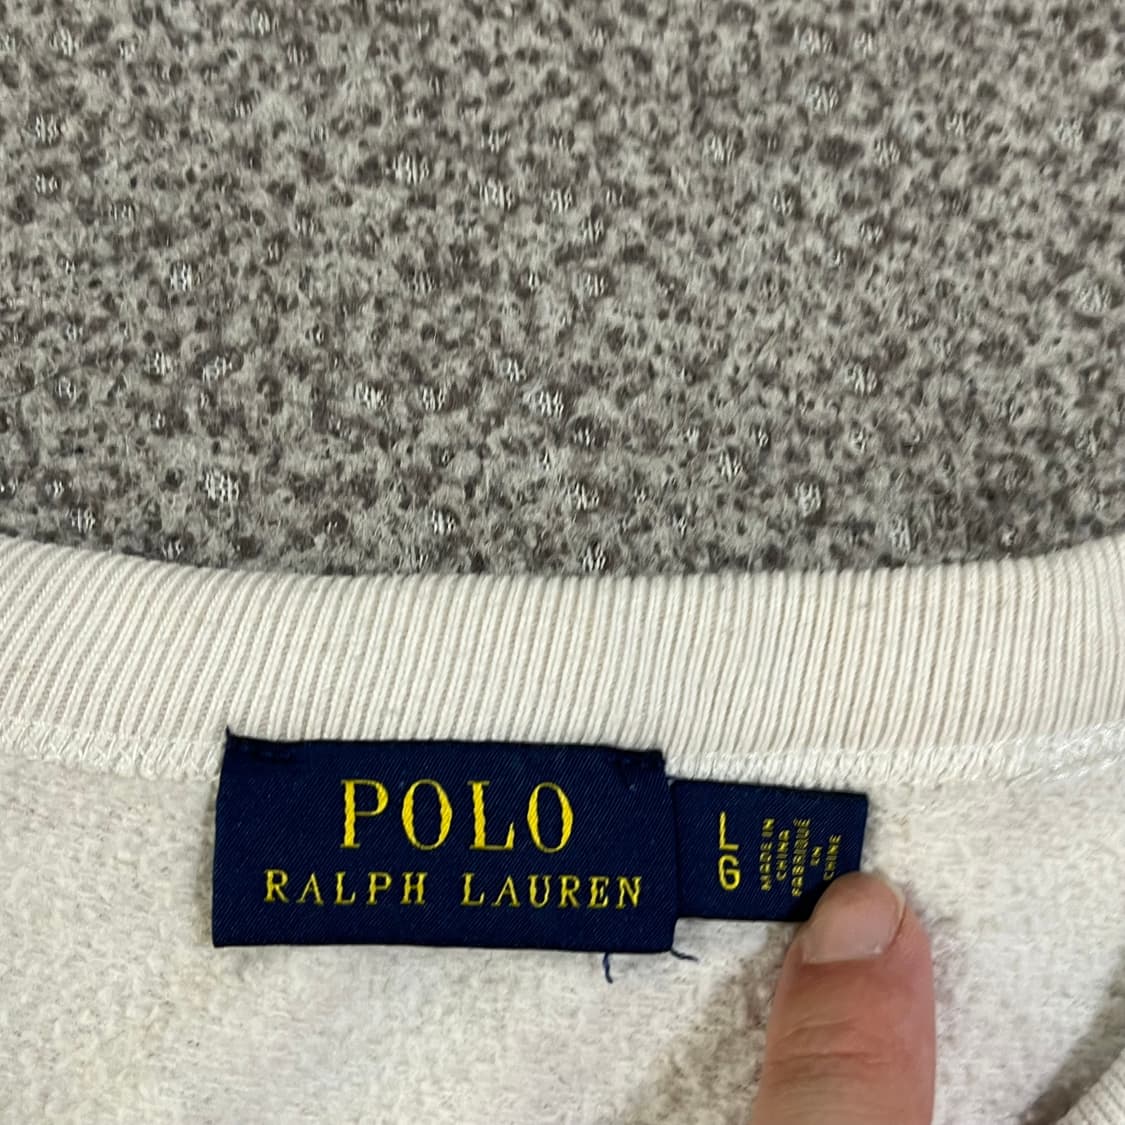 POLO
RALPH LAUREN
L
G
MADE IN
CHINA
FABRIQUÉ
EN
CHINE